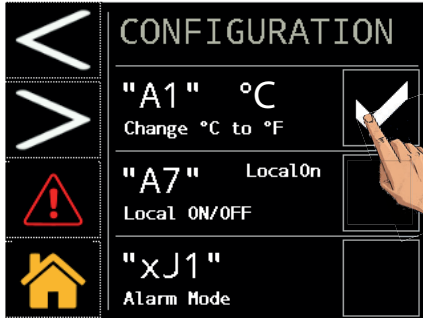 CONFIGURATION
"A1" °C
Change °C to °F
"A7" LocalOn
Local ON/OFF
"xJ1"
Alarm Mode